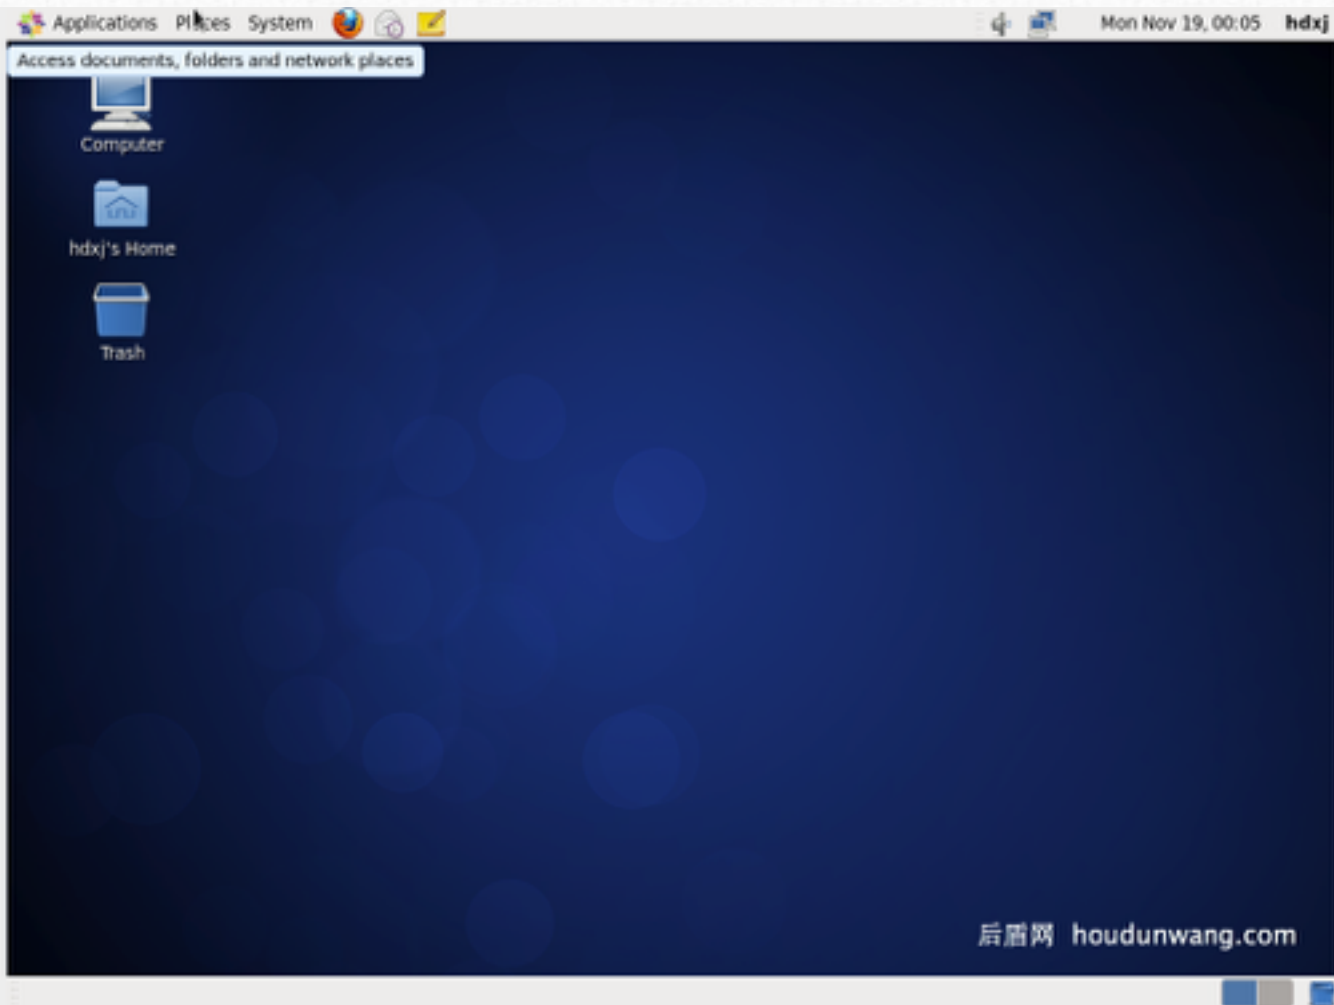 Applications Places System Mon Nov 19, 00:05 hdxj
Access documents, folders and network places
Computer
hdxj's Home
Trash
后盾网 houdunwang.com